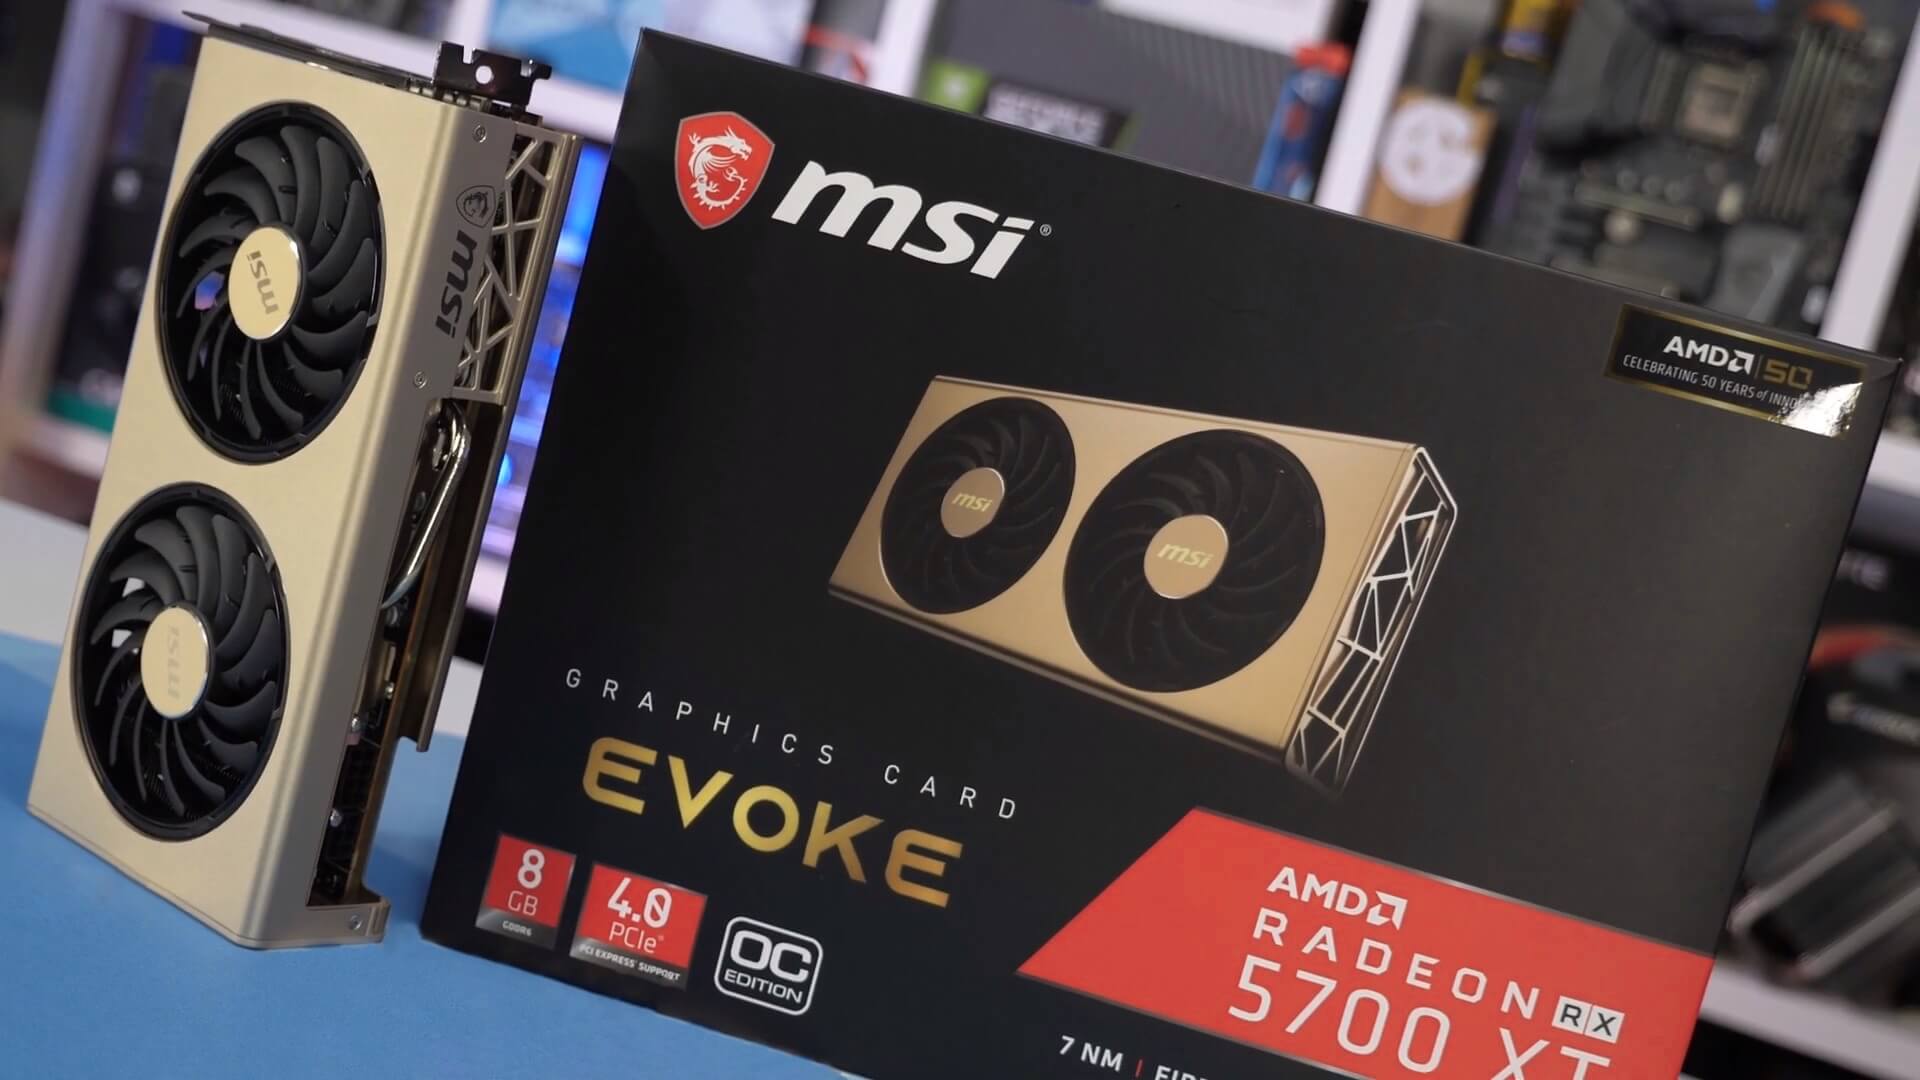 msi
msi
msi
msi®
AMD 50
CELEBRATING 50 YEARS of INNO
msi
msi
GRAPHICS CARD
EVOKE
8
GB
GDDR6
4.0
PCIe®
PCI EXPRESS® SUPPORT
OC
EDITION
AMD
RADEON RX
5700 XT
7 NM |